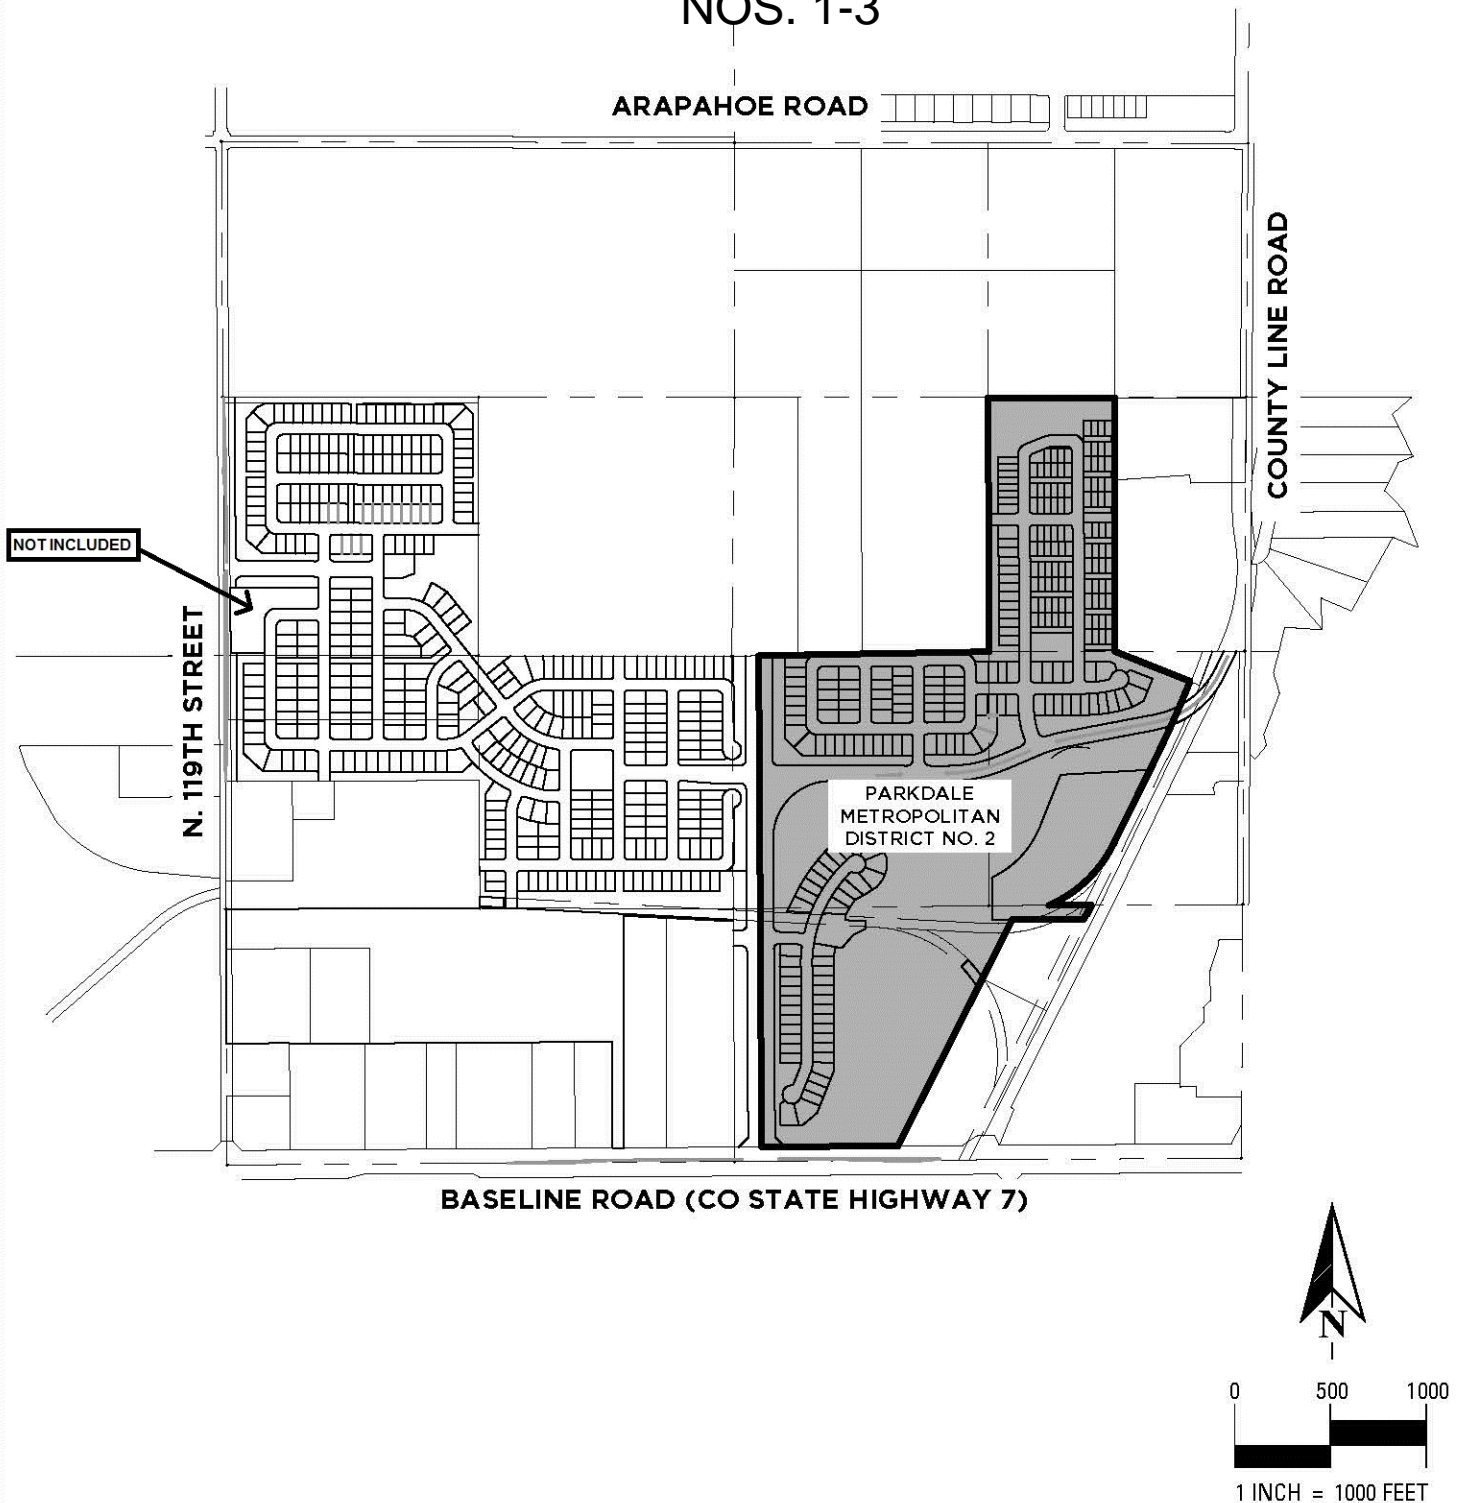 NOS. 1-3
ARAPAHOE ROAD
COUNTY LINE ROAD
NOT INCLUDED
N. 119TH STREET
PARKDALE
METROPOLITAN
DISTRICT NO. 2
BASELINE ROAD (CO STATE HIGHWAY 7)
N
0 500 1000
1 INCH = 1000 FEET